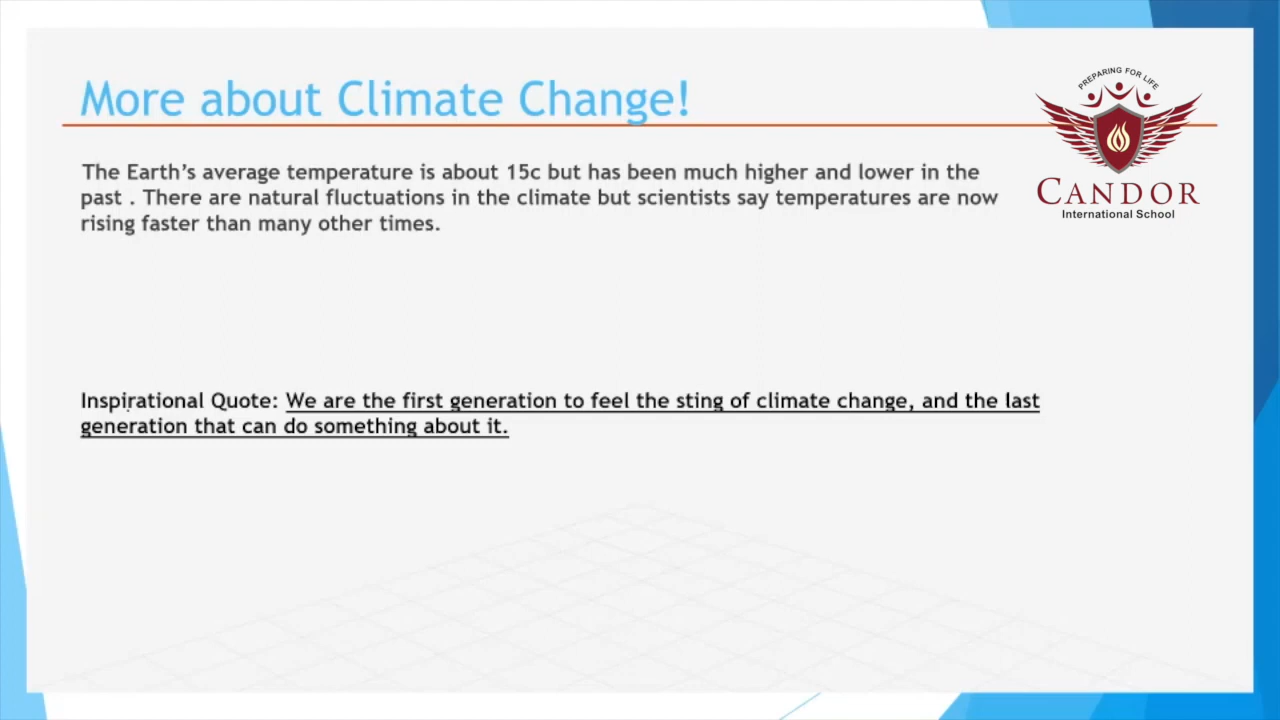 More about Climate Change!
PREPARING FOR LIFE
CANDOR
International School
The Earth's average temperature is about 15c but has been much higher and lower in the
past . There are natural fluctuations in the climate but scientists say temperatures are now
rising faster than many other times.
Inspirational Quote: We are the first generation to feel the sting of climate change, and the last
generation that can do something about it.